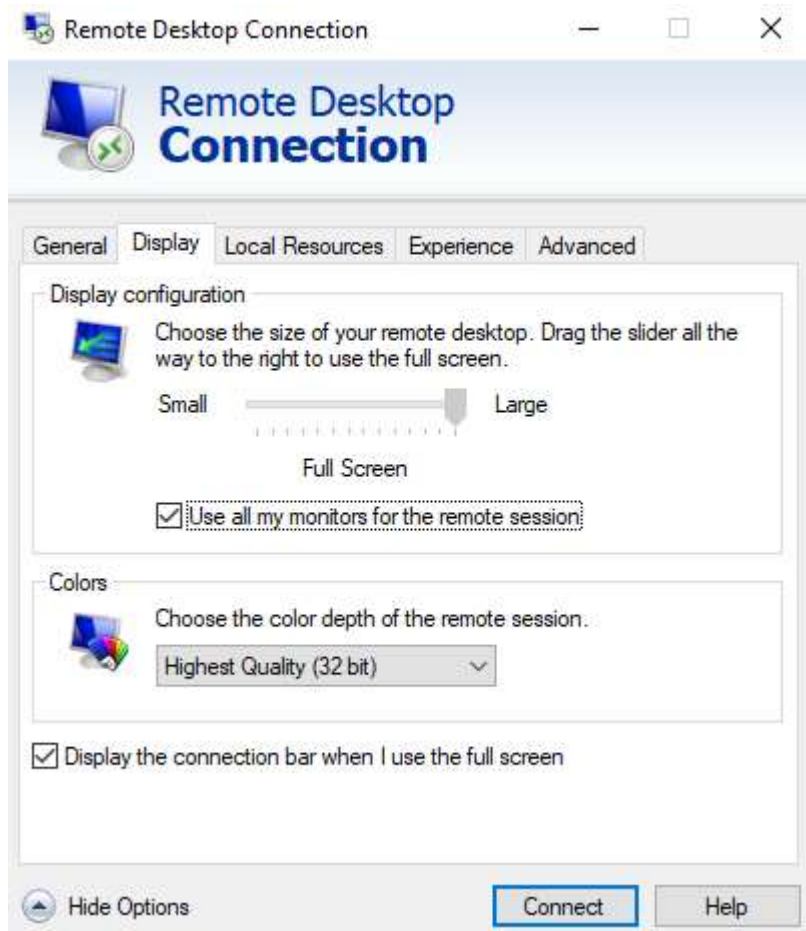 Remote Desktop Connection
Remote Desktop
Connection
General Display Local Resources Experience Advanced
Display configuration
Choose the size of your remote desktop. Drag the slider all the
way to the right to use the full screen.
Small Large
Full Screen
Use all my monitors for the remote session
Colors
Choose the color depth of the remote session.
Highest Quality (32 bit)
Display the connection bar when I use the full screen
Hide Options Connect Help